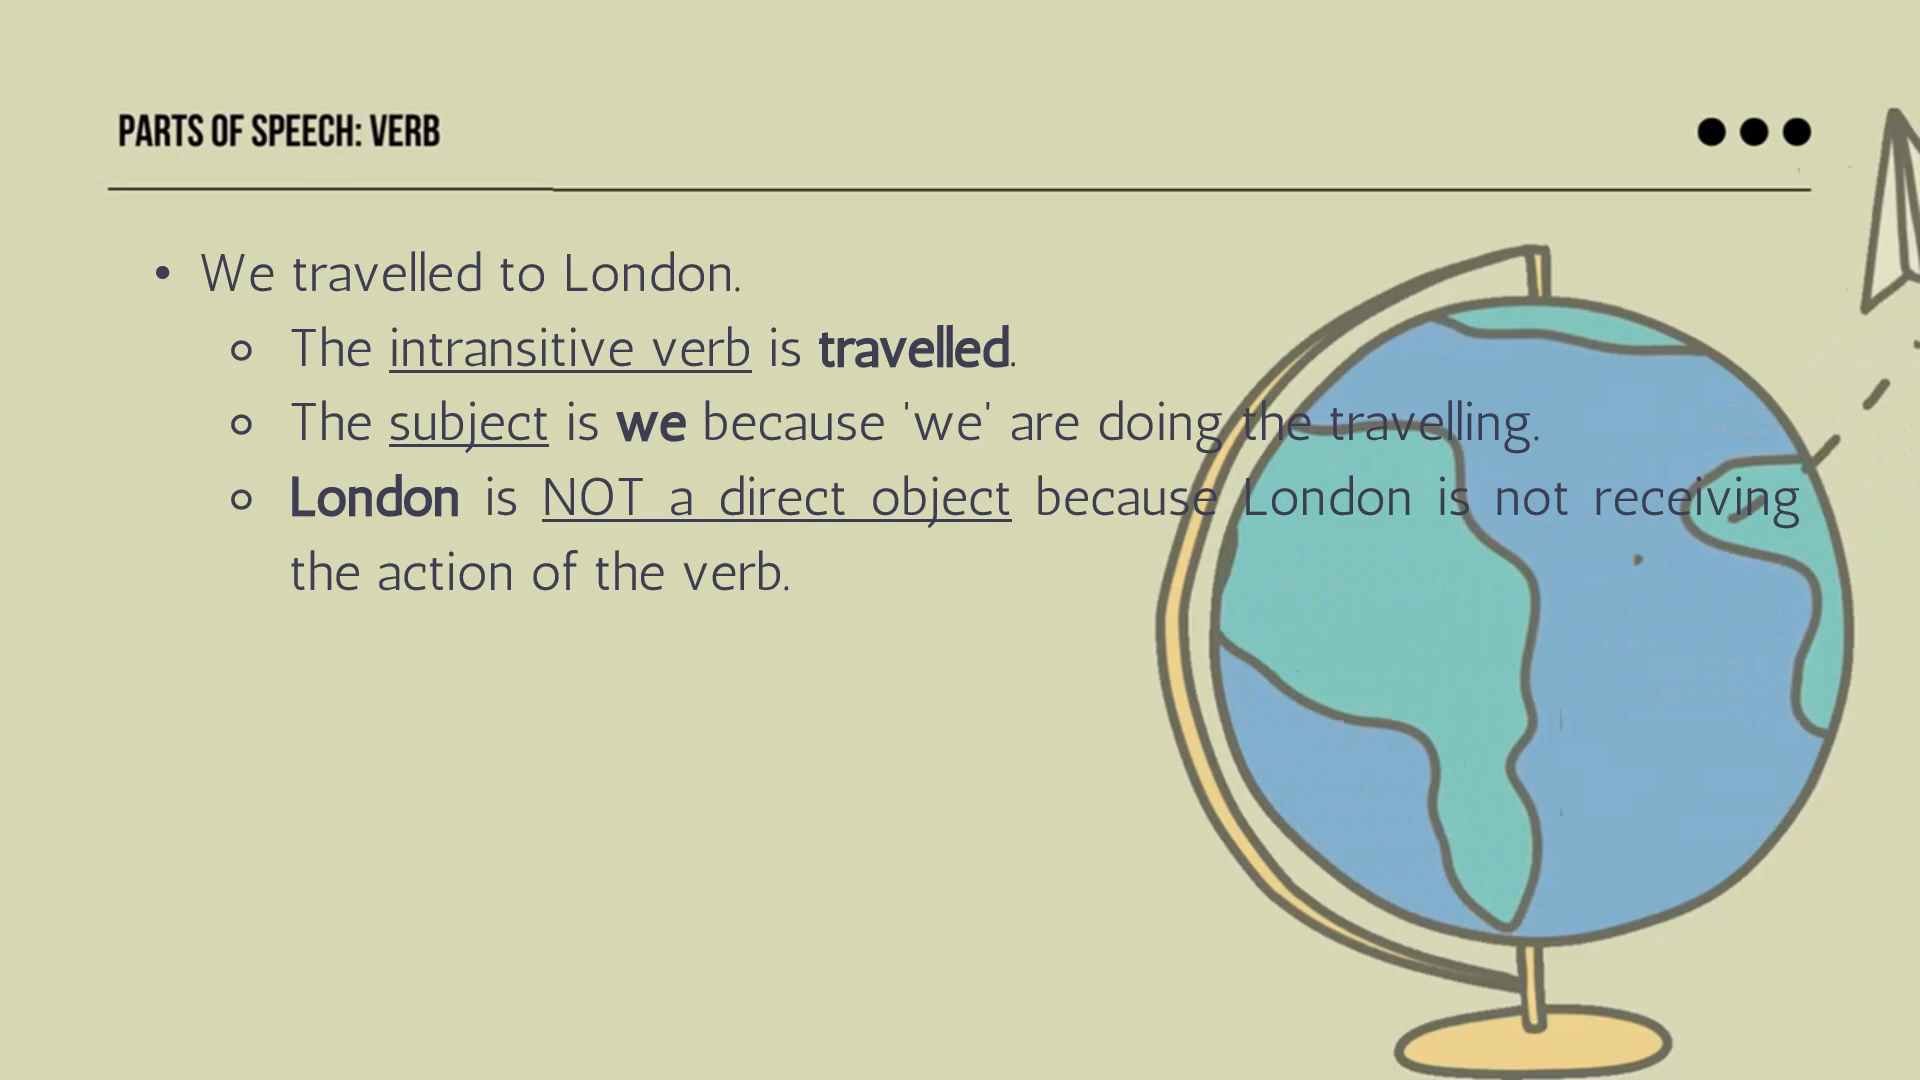 PARTS OF SPEECH: VERB
• We travelled to London.
○ The intransitive verb is travelled.
○ The subject is we because 'we' are doing the travelling.
○ London is NOT a direct object because London is not receiving
the action of the verb.